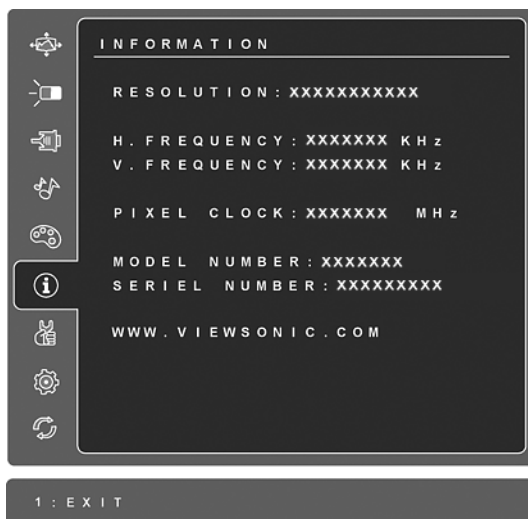 INFORMATION
RESOLUTION: XXXXXXXXXXX
H. FREQUENCY: XXXXXXX KHz
V. FREQUENCY: XXXXXXX KHz
PIXEL CLOCK: XXXXXXX MHz
MODEL NUMBER: XXXXXXX
SERIEL NUMBER: XXXXXXXXX
WWW.VIEWSONIC.COM
1:EXIT